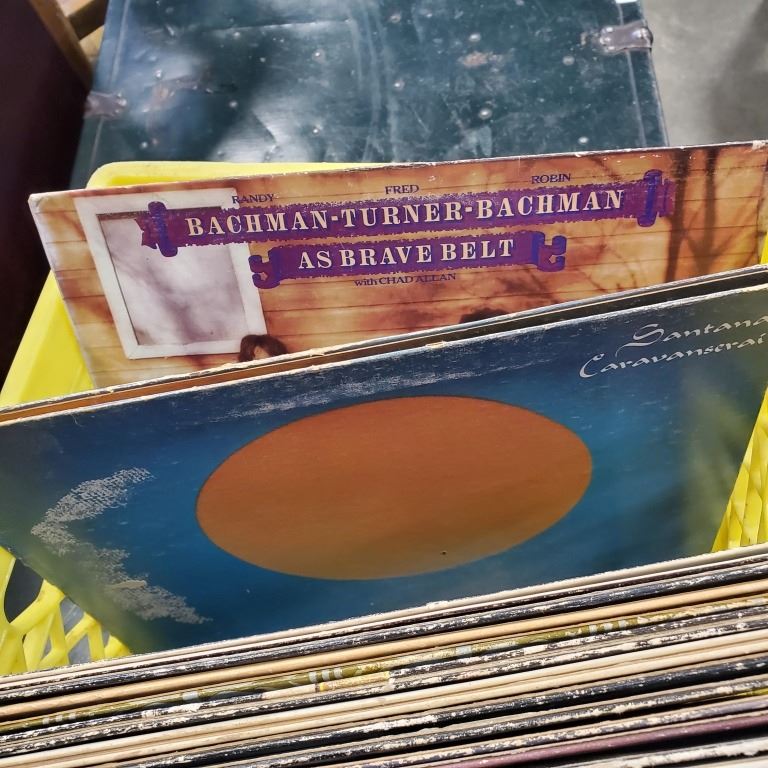 RANDY FRED ROBIN
BACHMAN-TURNER-BACHMAN
AS BRAVE BELT
with CHAD ALLAN
Santana
Caravanserai